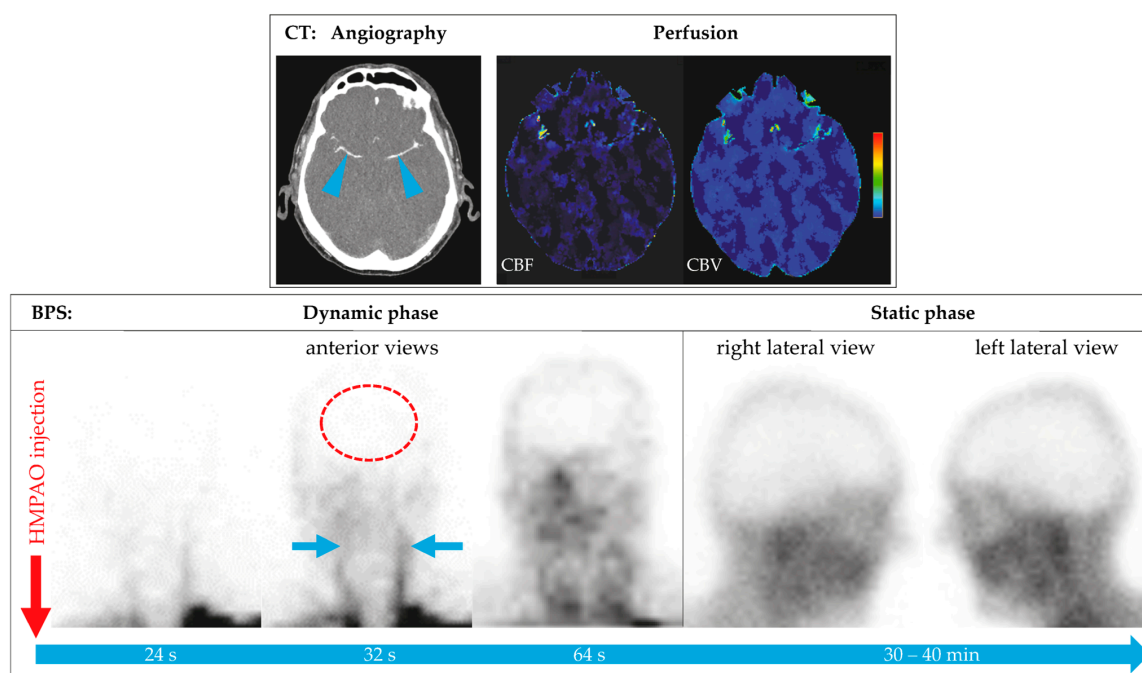 CT: Angiography Perfusion
CBF CBV
BPS: Dynamic phase Static phase
anterior views right lateral view left lateral view
HMPAO injection
24 s 32 s 64 s 30 – 40 min